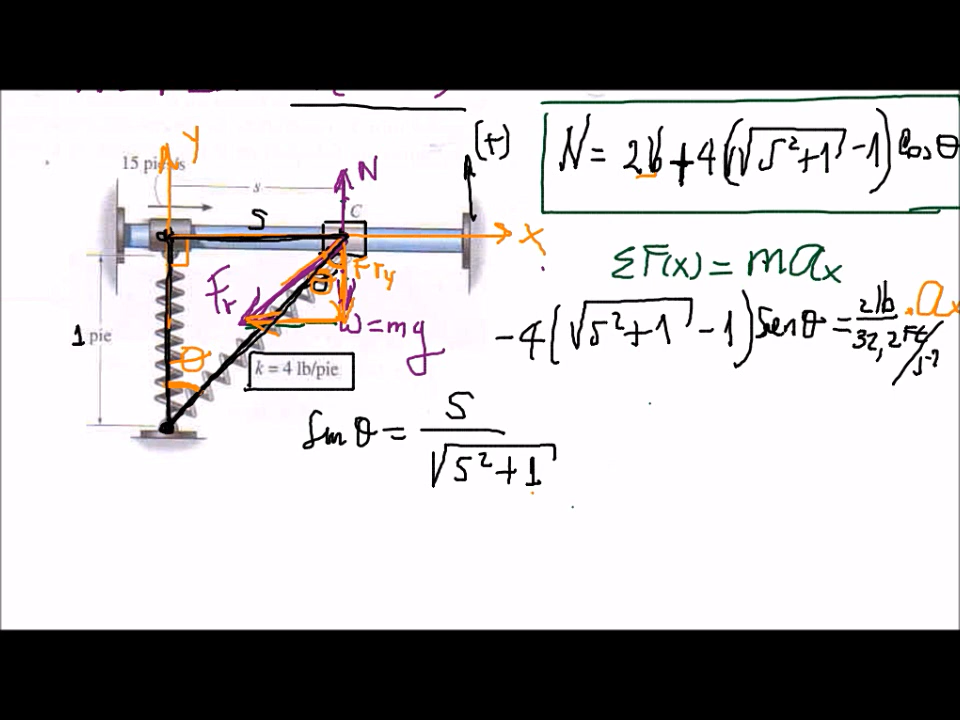 N = 2lb + 4(√S²+1 - 1) Cos θ
(+)
Y
15 pie/s
N
s
C
S
X
ΣF(x) = m a_x
Fr
θ
Fry
w = mg
-4(√S²+1 - 1) Sen θ = 2lb/32,2 Ft/s² . a_x
1 pie
θ
k = 4 lb/pie
Sen θ = S/√S²+1